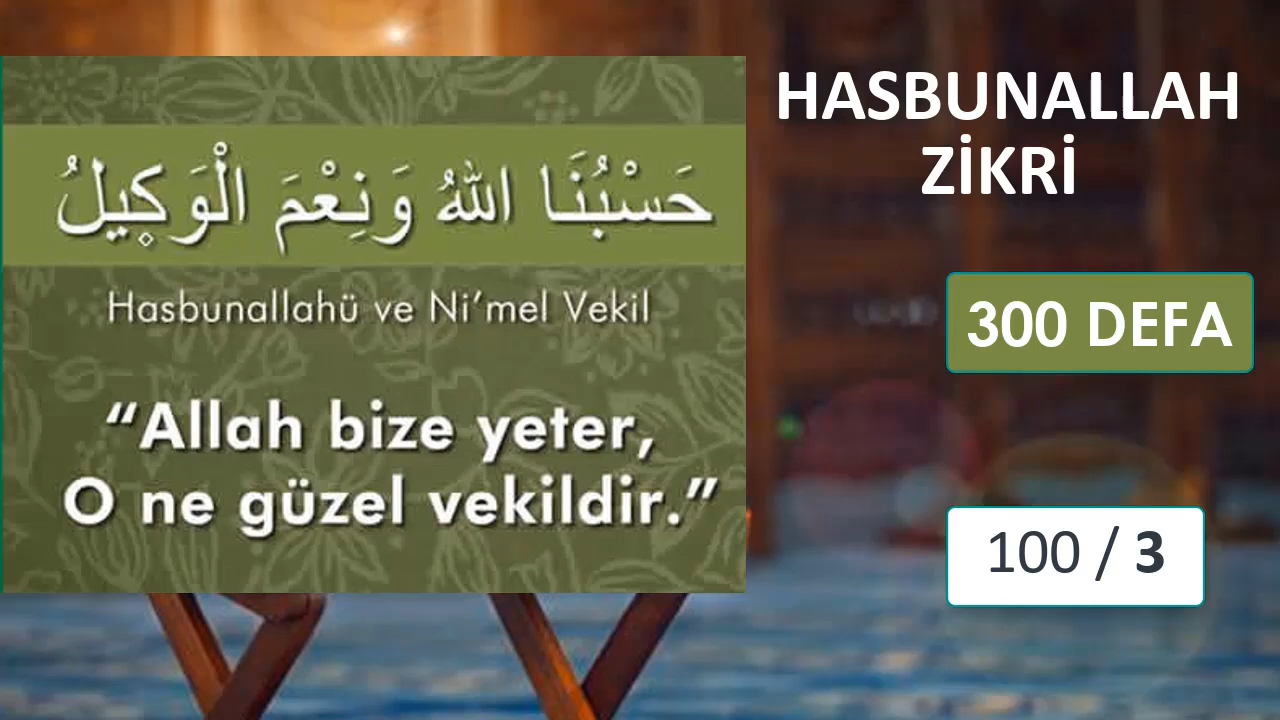 حَسْبُنَا اللهُ وَنِعْمَ الْوَكِيلُ
Hasbunallahü ve Ni’mel Vekil
“Allah bize yeter,
O ne güzel vekildir.”
HASBUNALLAH
ZİKRİ
300 DEFA
100 / 3